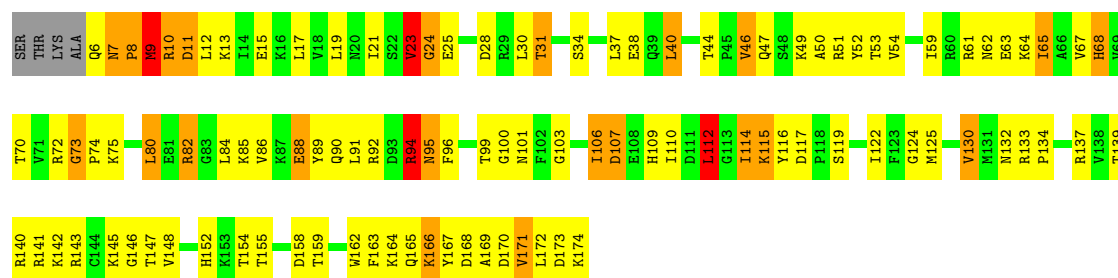 SER THR LYS ALA Q6 N7 P8 M9 R10 D11 L12 K13 I14 E15 K16 L17 V18 L19 N20 I21 S22 V23 G24 E25 D28 R29 L30 T31 S34 L37 E38 Q39 L40 T44 P45 V46 Q47 S48 K49 A50 R51 Y52 T53 V54 I59 R60 R61 N62 E63 K64 I65 A66 V67 H68 V69
T70 V71 R72 G73 P74 K75 L80 E81 R82 G83 L84 K85 V86 K87 E88 Y89 Q90 L91 R92 D93 R94 N95 F96 T99 G100 N101 F102 G103 I106 D107 E108 H109 I110 D111 L112 G113 I114 K115 Y116 D117 P118 S119 I122 F123 G124 M125 V130 M131 N132 R133 P134 R137 V138 T139
R140 R141 K142 R143 C144 K145 G146 T147 V148 H152 K153 T154 T155 D158 T159 W162 F163 K164 Q165 K166 Y167 D168 A169 D170 V171 L172 D173 K174